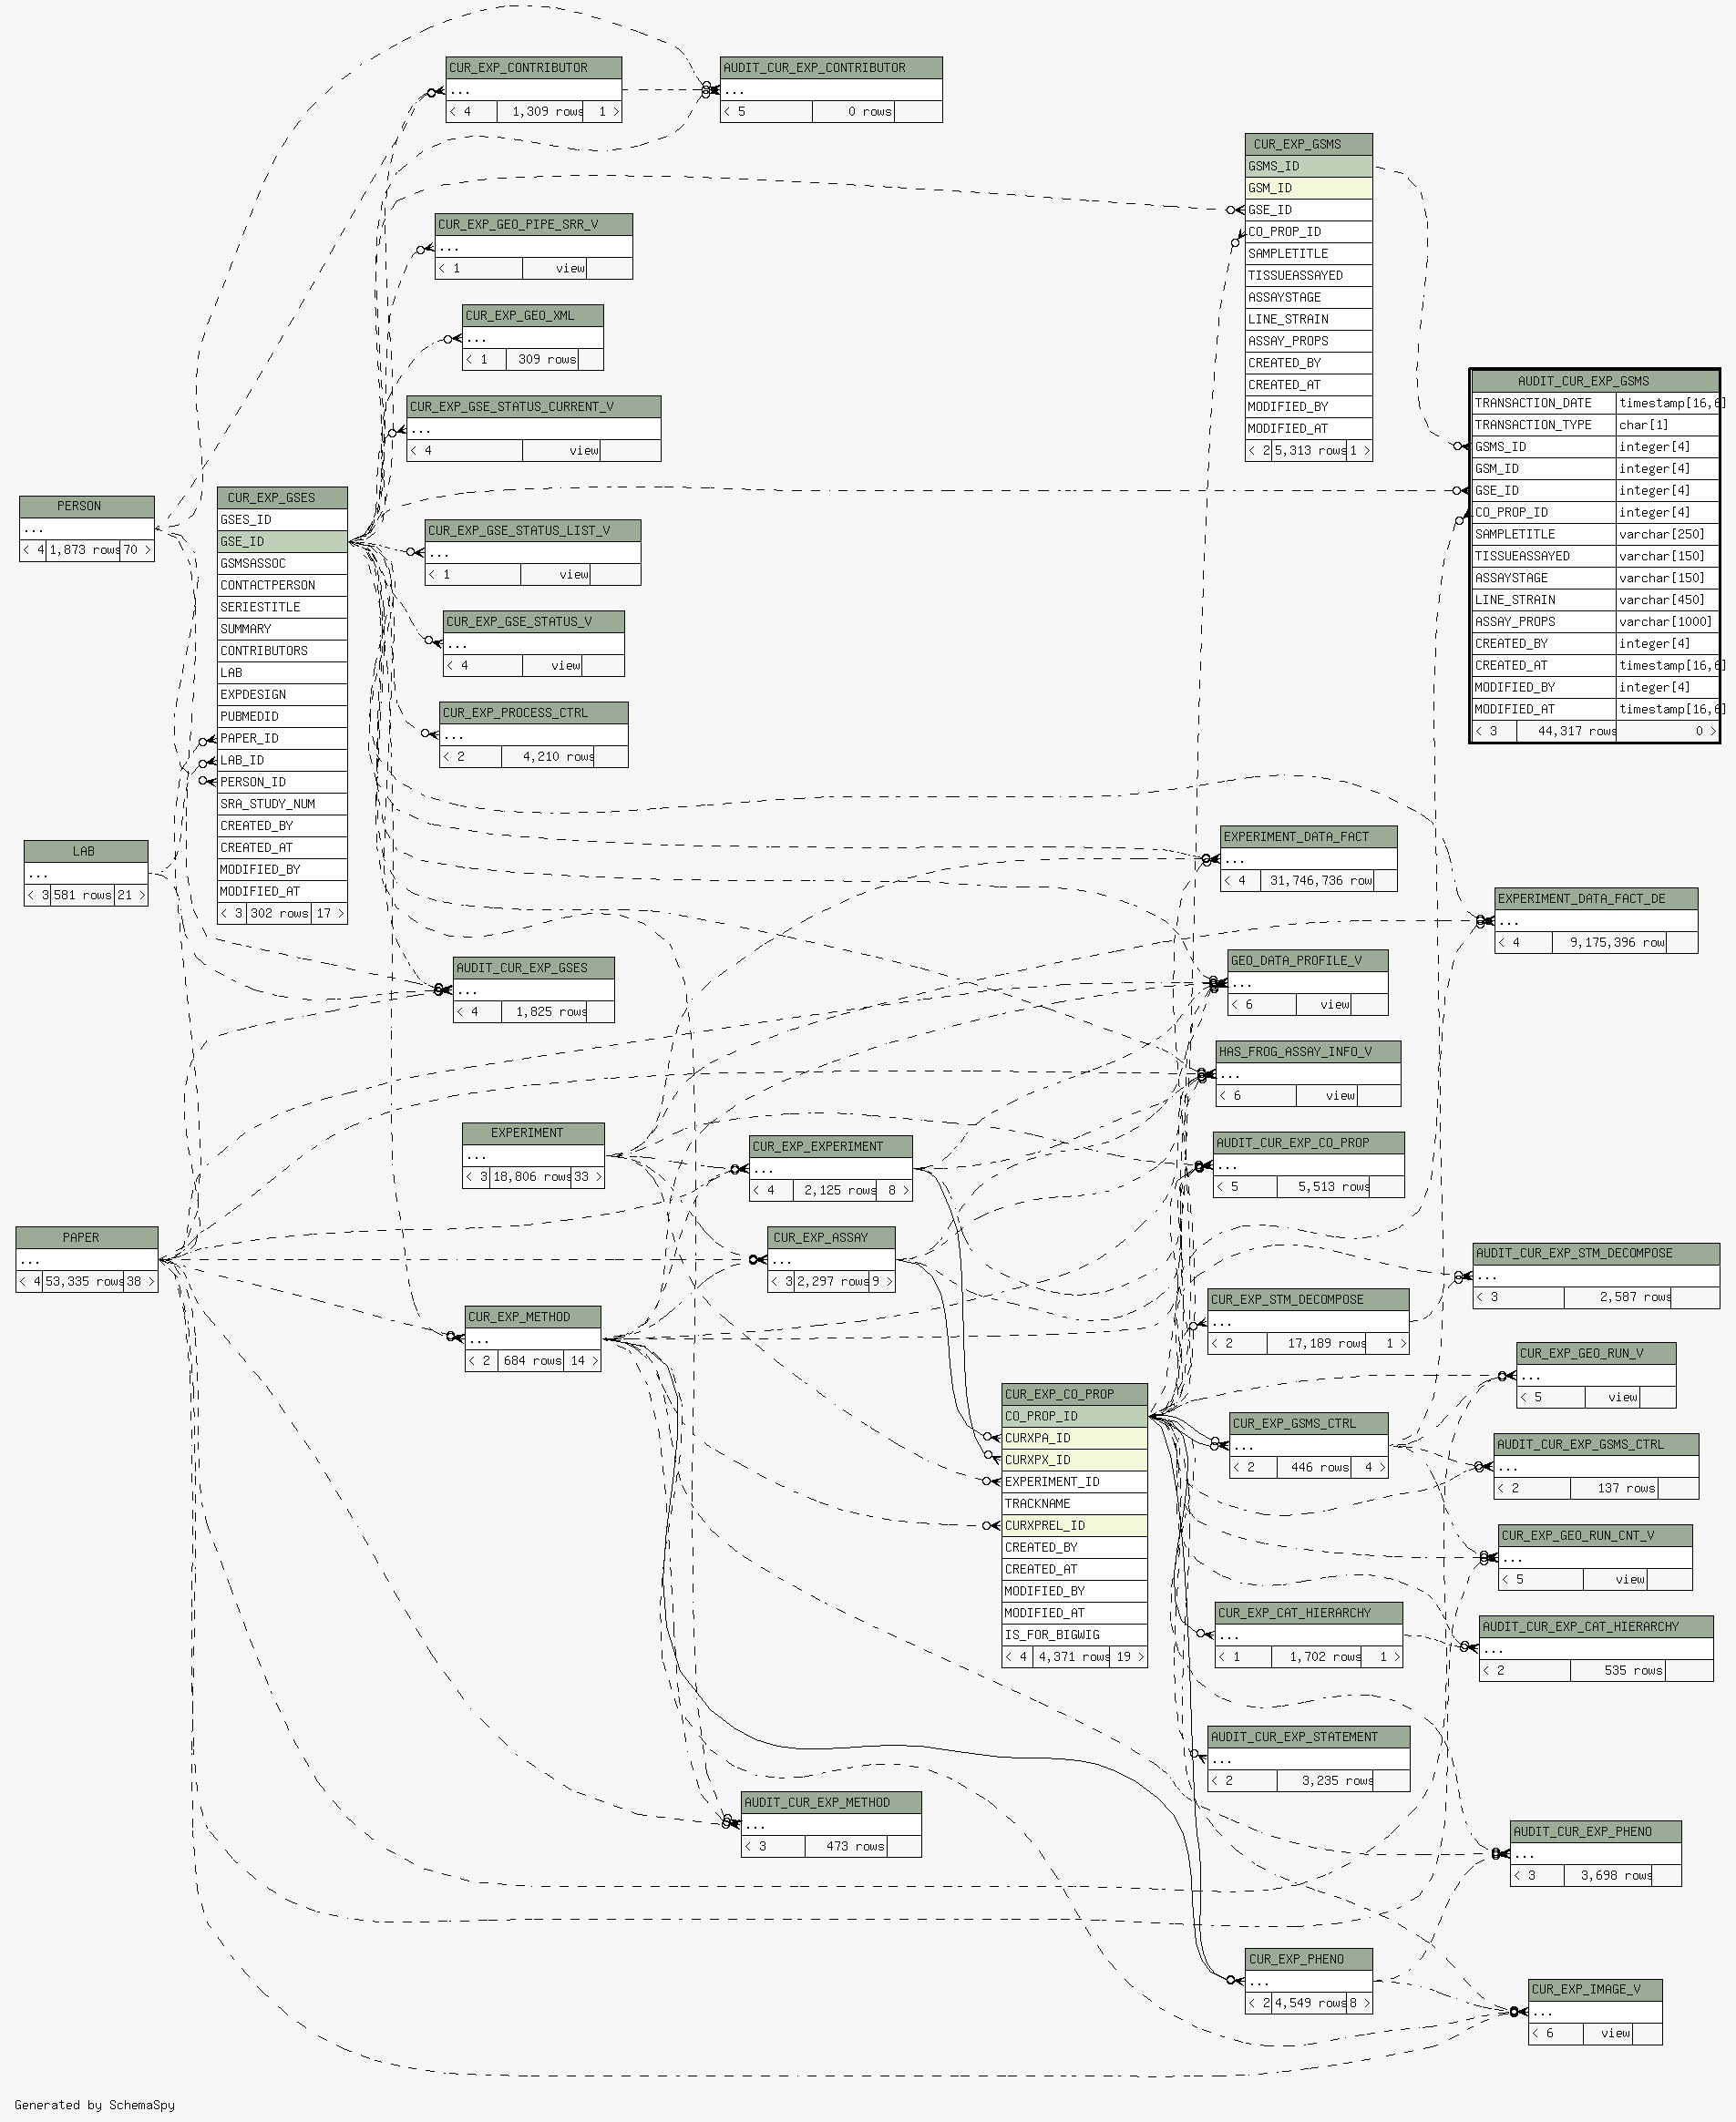 CUR_EXP_CONTRIBUTOR
...
< 4 1,309 rows 1 >
AUDIT_CUR_EXP_CONTRIBUTOR
...
< 5 0 rows
CUR_EXP_GSMS
GSMS_ID
GSM_ID
GSE_ID
CO_PROP_ID
SAMPLETITLE
TISSUEASSAYED
ASSAYSTAGE
LINE_STRAIN
ASSAY_PROPS
CREATED_BY
CREATED_AT
MODIFIED_BY
MODIFIED_AT
< 2 5,313 rows 1 >
CUR_EXP_GEO_PIPE_SRR_V
...
< 1 view
CUR_EXP_GEO_XML
...
< 1 309 rows
AUDIT_CUR_EXP_GSMS
TRANSACTION_DATE timestamp[16,6]
TRANSACTION_TYPE char[1]
GSMS_ID integer[4]
GSM_ID integer[4]
GSE_ID integer[4]
CO_PROP_ID integer[4]
SAMPLETITLE varchar[250]
TISSUEASSAYED varchar[150]
ASSAYSTAGE varchar[150]
LINE_STRAIN varchar[450]
ASSAY_PROPS varchar[1000]
CREATED_BY integer[4]
CREATED_AT timestamp[16,6]
MODIFIED_BY integer[4]
MODIFIED_AT timestamp[16,6]
< 3 44,317 rows 0 >
CUR_EXP_GSE_STATUS_CURRENT_V
...
< 4 view
PERSON
...
< 4 1,873 rows 70 >
CUR_EXP_GSES
GSES_ID
GSE_ID
GSMSASSOC
CONTACTPERSON
SERIESTITLE
SUMMARY
CONTRIBUTORS
LAB
EXPDESIGN
PUBMEDID
PAPER_ID
LAB_ID
PERSON_ID
SRA_STUDY_NUM
CREATED_BY
CREATED_AT
MODIFIED_BY
MODIFIED_AT
< 3 302 rows 17 >
CUR_EXP_GSE_STATUS_LIST_V
...
< 1 view
CUR_EXP_GSE_STATUS_V
...
< 4 view
CUR_EXP_PROCESS_CTRL
...
< 2 4,210 rows
LAB
...
< 3 581 rows 21 >
EXPERIMENT_DATA_FACT
...
< 4 31,746,736 row
EXPERIMENT_DATA_FACT_DE
...
< 4 9,175,396 row
AUDIT_CUR_EXP_GSES
...
< 4 1,825 rows
GEO_DATA_PROFILE_V
...
< 6 view
HAS_FROG_ASSAY_INFO_V
...
< 6 view
EXPERIMENT
...
< 3 18,806 rows 33 >
CUR_EXP_EXPERIMENT
...
< 4 2,125 rows 8 >
AUDIT_CUR_EXP_CO_PROP
...
< 5 5,513 rows
PAPER
...
< 4 53,335 rows 38 >
CUR_EXP_ASSAY
...
< 3 2,297 rows 9 >
AUDIT_CUR_EXP_STM_DECOMPOSE
...
< 3 2,587 rows
CUR_EXP_METHOD
...
< 2 684 rows 14 >
CUR_EXP_STM_DECOMPOSE
...
< 2 17,189 rows 1 >
CUR_EXP_GEO_RUN_V
...
< 5 view
CUR_EXP_CO_PROP
CO_PROP_ID
CURXPA_ID
CURXPX_ID
EXPERIMENT_ID
TRACKNAME
CURXPREL_ID
CREATED_BY
CREATED_AT
MODIFIED_BY
MODIFIED_AT
IS_FOR_BIGWIG
< 4 4,371 rows 19 >
CUR_EXP_GSMS_CTRL
...
< 2 446 rows 4 >
AUDIT_CUR_EXP_GSMS_CTRL
...
< 2 137 rows
CUR_EXP_GEO_RUN_CNT_V
...
< 5 view
CUR_EXP_CAT_HIERARCHY
...
< 1 1,702 rows 1 >
AUDIT_CUR_EXP_CAT_HIERARCHY
...
< 2 535 rows
AUDIT_CUR_EXP_STATEMENT
...
< 2 3,235 rows
AUDIT_CUR_EXP_METHOD
...
< 3 473 rows
AUDIT_CUR_EXP_PHENO
...
< 3 3,698 rows
CUR_EXP_PHENO
...
< 2 4,549 rows 8 >
CUR_EXP_IMAGE_V
...
< 6 view
Generated by SchemaSpy